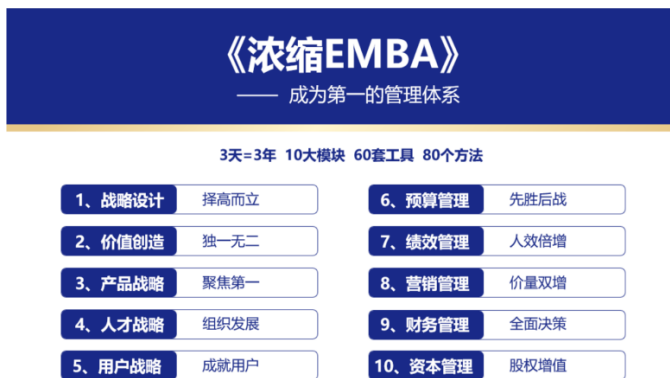 《浓缩EMBA》
—— 成为第一的管理体系
3天=3年 10大模块 60套工具 80个方法
1、战略设计 择高而立
2、价值创造 独一无二
3、产品战略 聚焦第一
4、人才战略 组织发展
5、用户战略 成就用户
6、预算管理 先胜后战
7、绩效管理 人效倍增
8、营销管理 价量双增
9、财务管理 全面决策
10、资本管理 股权增值